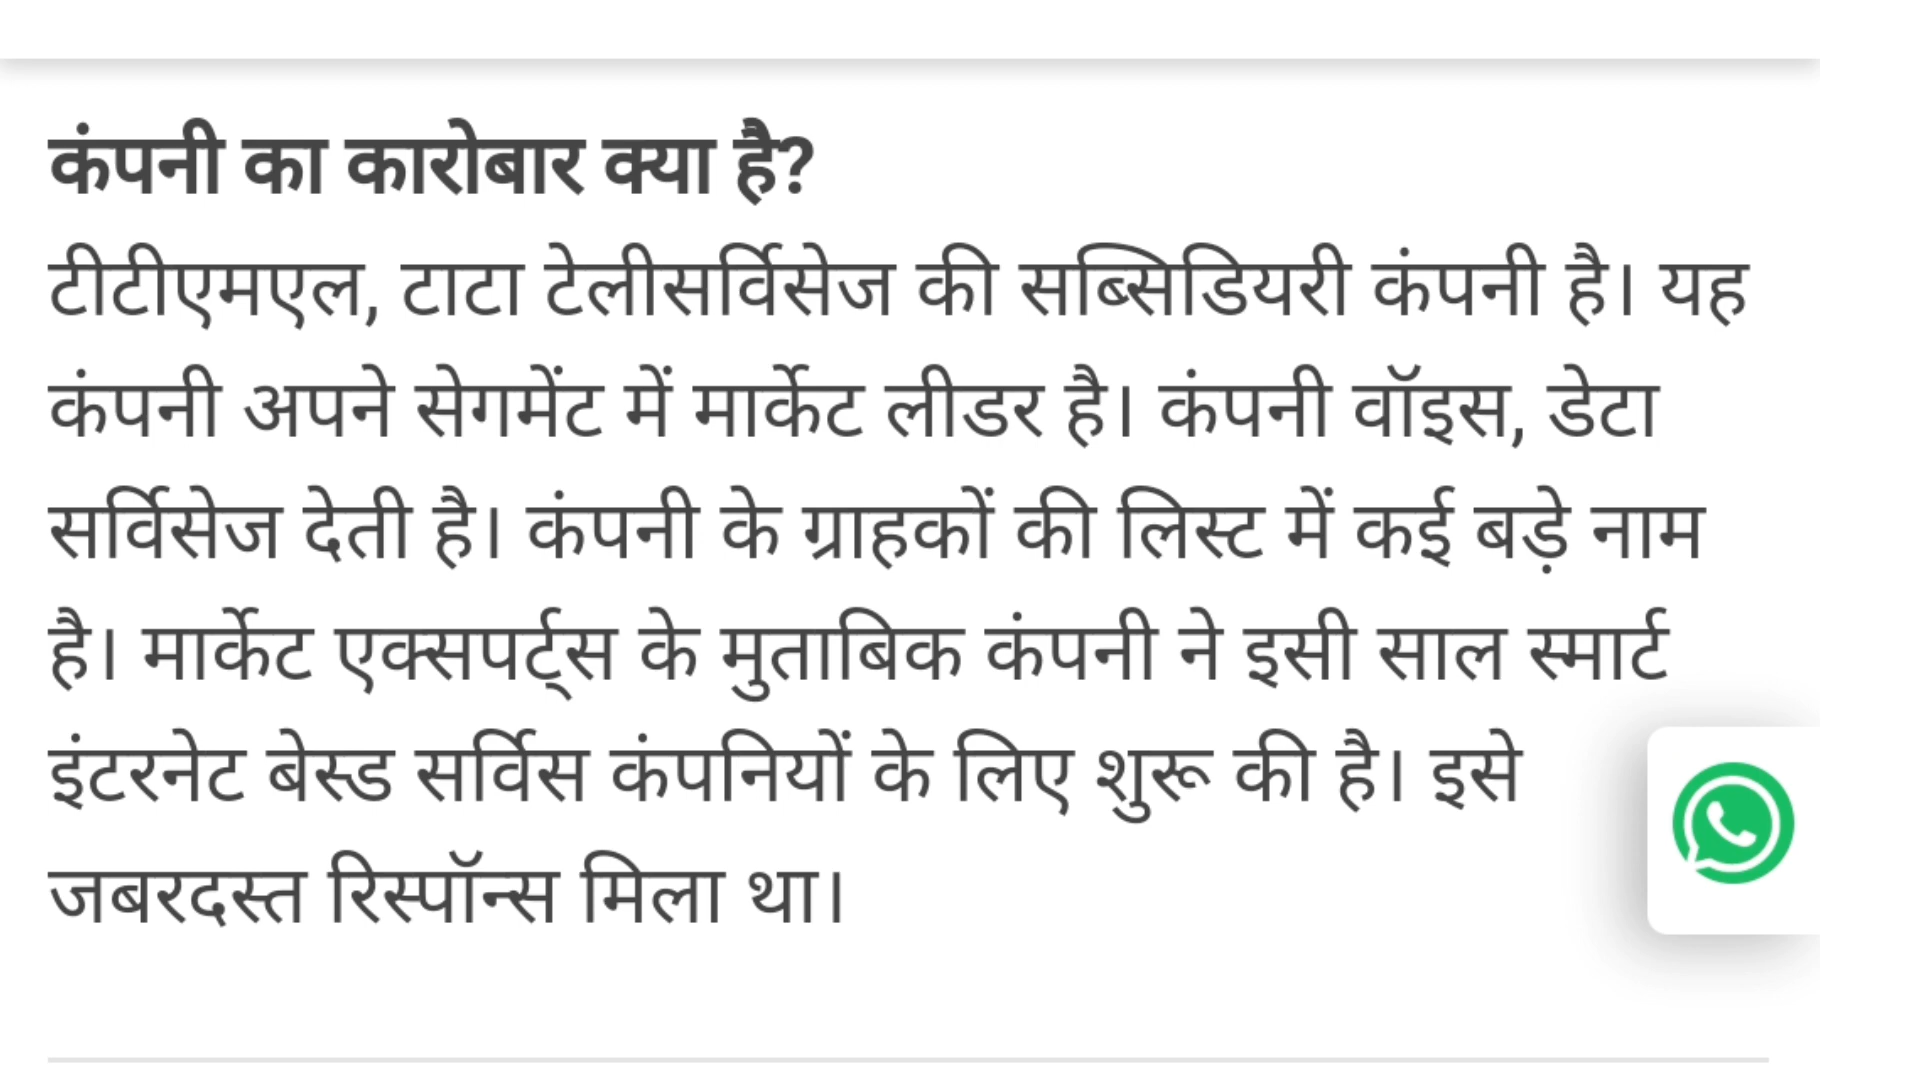 कंपनी का कारोबार क्या है?
टीटीएमएल, टाटा टेलीसर्विसेज की सब्सिडियरी कंपनी है। यह
कंपनी अपने सेगमेंट में मार्केट लीडर है। कंपनी वॉइस, डेटा
सर्विसेज देती है। कंपनी के ग्राहकों की लिस्ट में कई बड़े नाम
है। मार्केट एक्सपर्ट्स के मुताबिक कंपनी ने इसी साल स्मार्ट
इंटरनेट बेस्ड सर्विस कंपनियों के लिए शुरू की है। इसे
जबरदस्त रिस्पॉन्स मिला था।